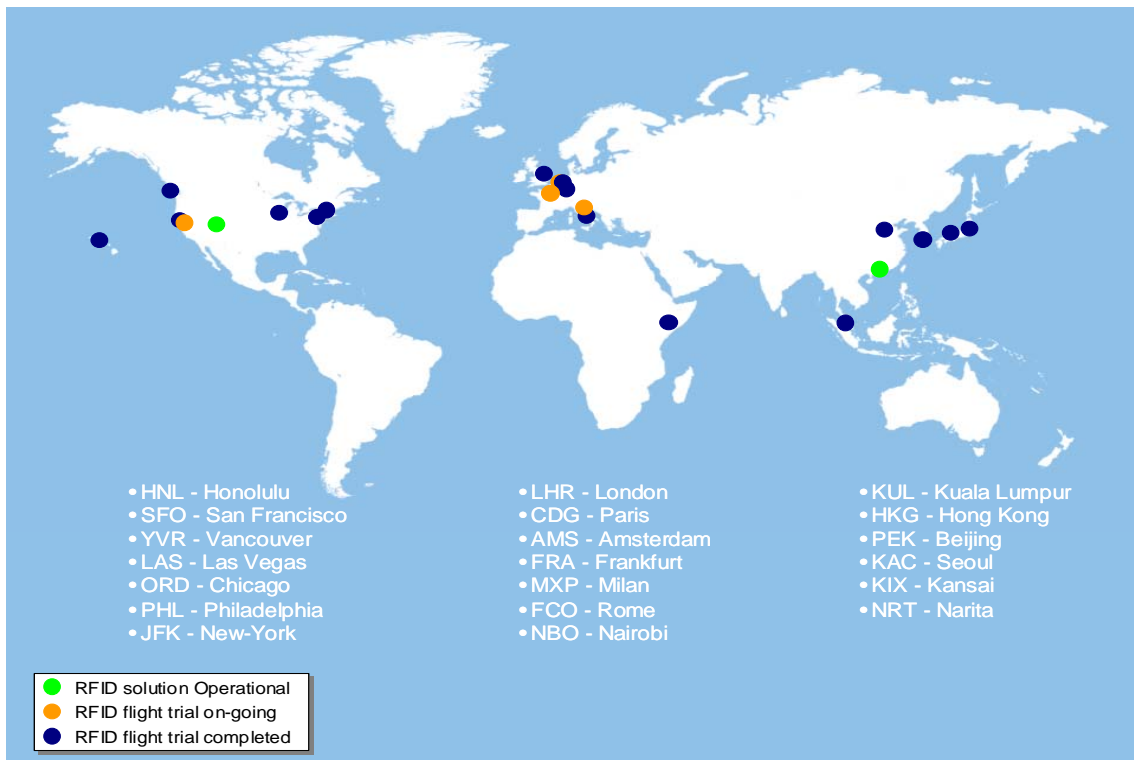 • HNL - Honolulu
• SFO - San Francisco
• YVR - Vancouver
• LAS - Las Vegas
• ORD - Chicago
• PHL - Philadelphia
• JFK - New-York
• LHR - London
• CDG - Paris
• AMS - Amsterdam
• FRA - Frankfurt
• MXP - Milan
• FCO - Rome
• NBO - Nairobi
• KUL - Kuala Lumpur
• HKG - Hong Kong
• PEK - Beijing
• KAC - Seoul
• KIX - Kansai
• NRT - Narita
RFID solution Operational
RFID flight trial on-going
RFID flight trial completed